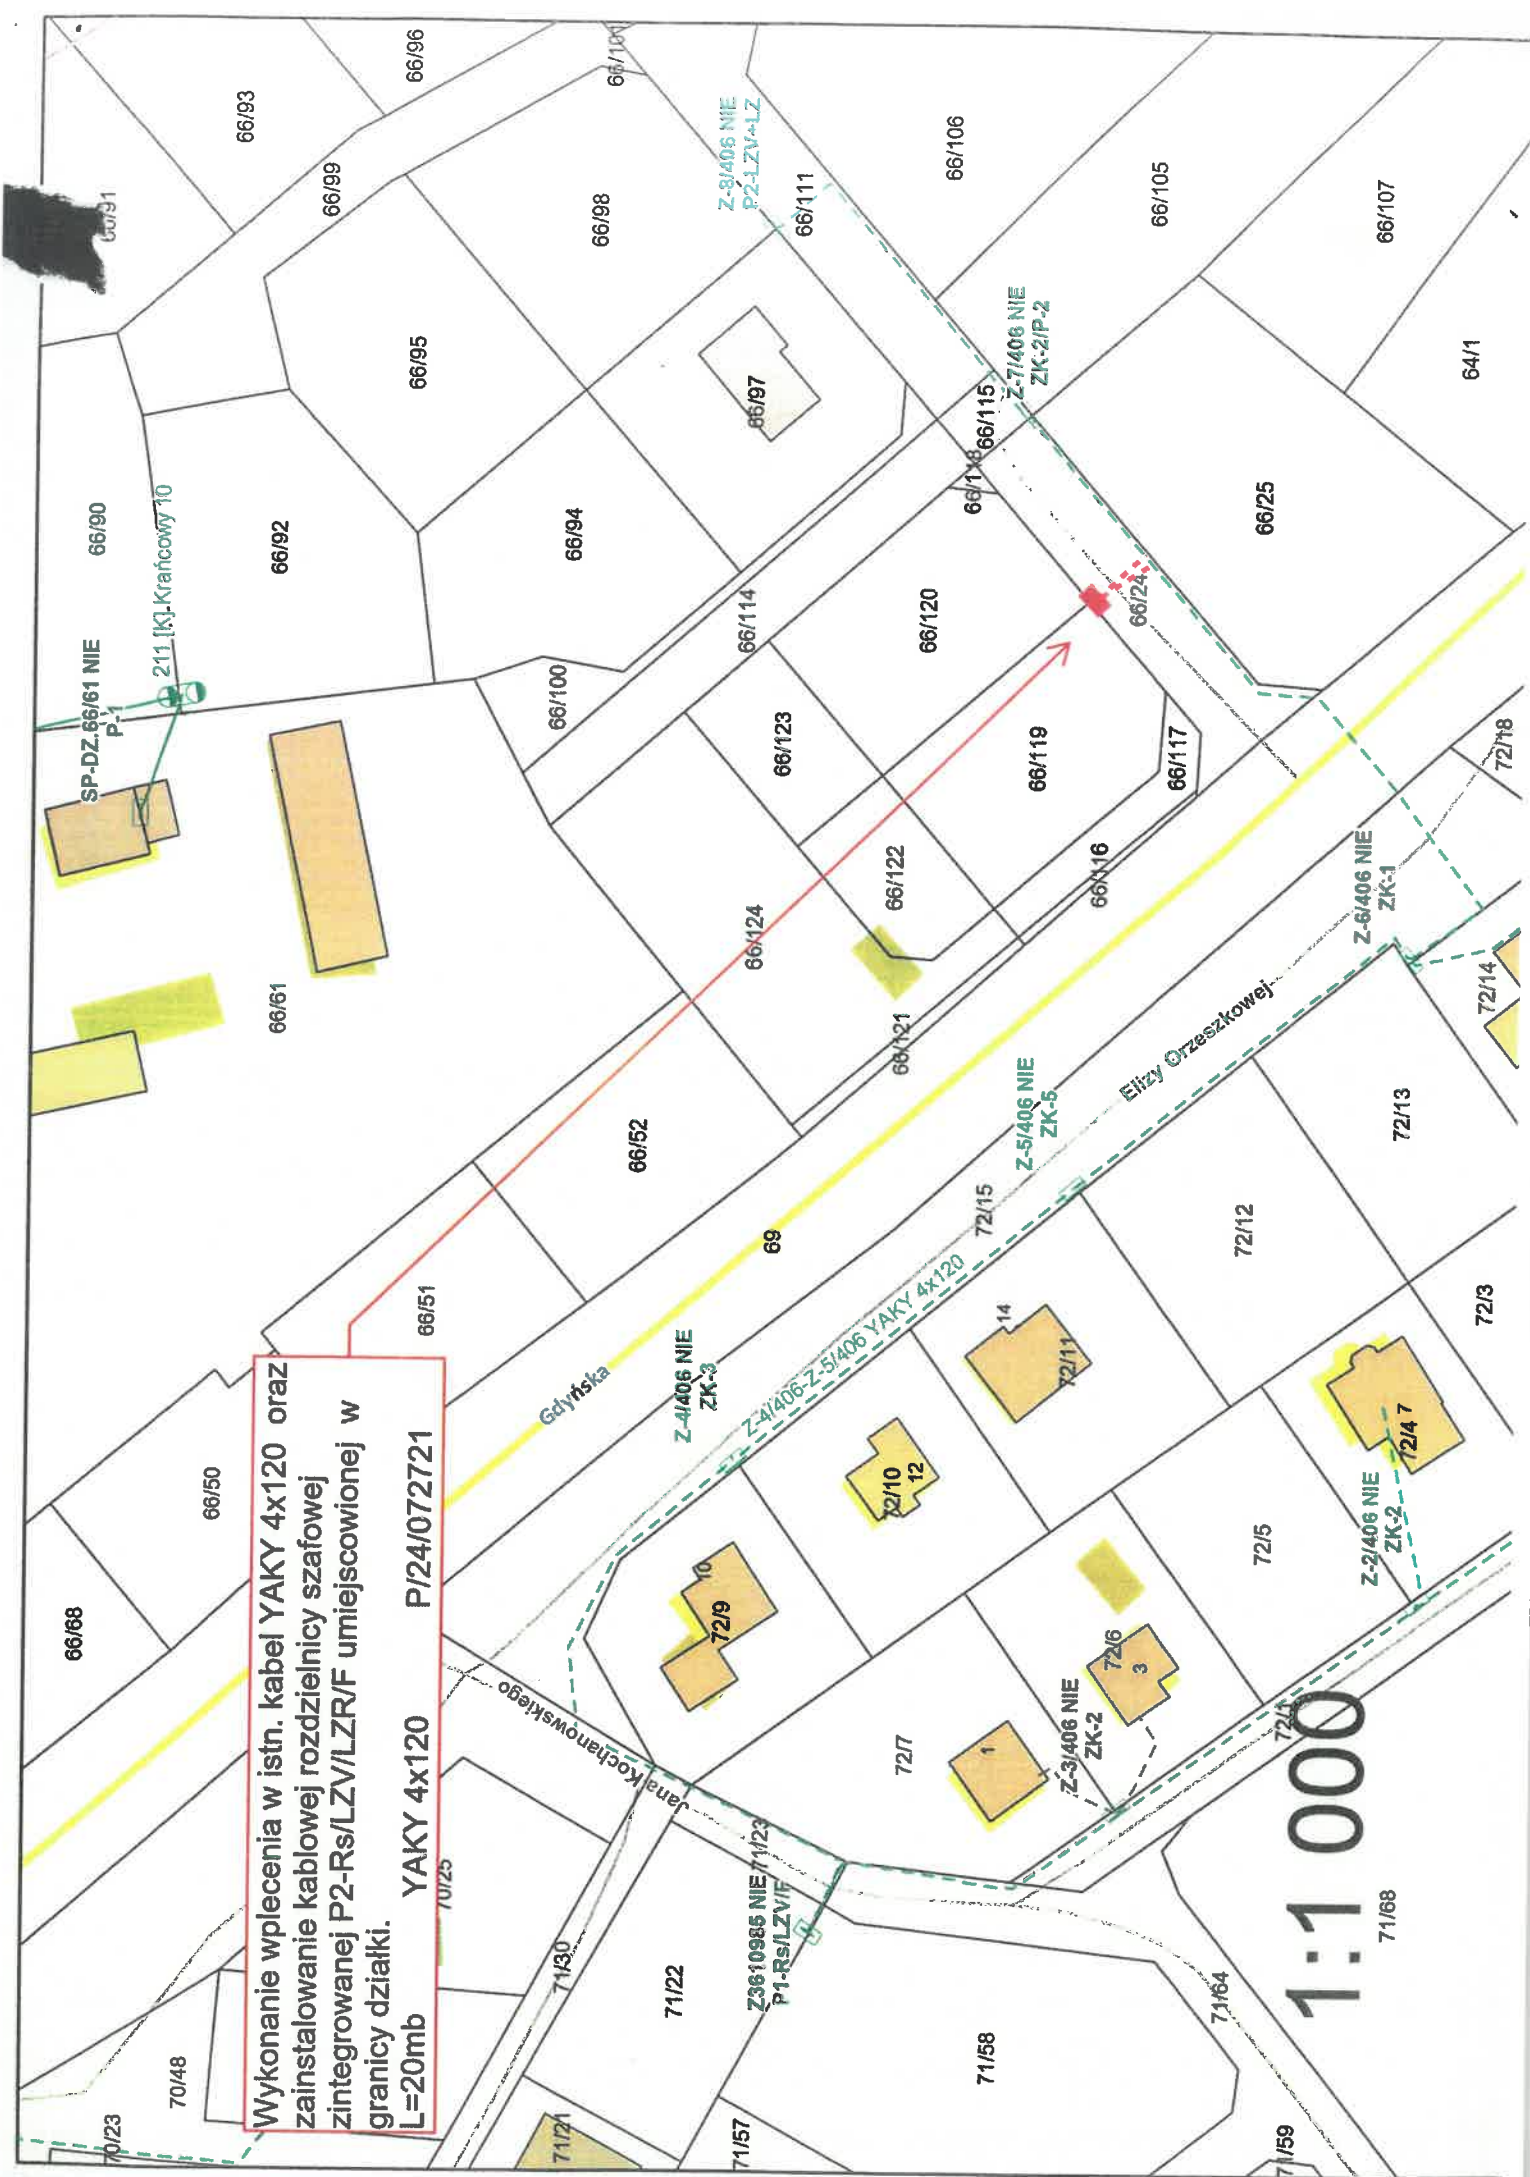 Wykonanie wplecenia w istn. kabel YAKY 4x120 oraz
zainstalowanie kablowej rozdzielnicy szafowej
zintegrowanej P2-Rs/LZV/LZR/F umiejscowionej w
granicy działki.
L=20mb YAKY 4x120 P/24/072721
70/23
70/48
66/68
66/50
66/61
SP-DZ.66/61 NIE
P-1
211 [K]-Krańcowy 10
66/90
66/93
66/96
66/99
66/92
66/95
66/98
66/94
66/97
66/100
66/114
66/51
66/52
66/124
66/123
66/122
66/121
66/120
66/119
66/117
66/116
66/118
66/115
66/111
66/106
66/105
66/107
66/24
66/25
64/1
Z-8/406 NIE
P2-LZV+LZ
Z-7/406 NIE
ZK-2/P-2
69
Gdyńska
Z-4/406 NIE
ZK-3
Z-4/406-Z-5/406 YAKY 4x120
Z-5/406 NIE
ZK-5
Elizy Orzeszkowej
Z-6/406 NIE
ZK-1
72/18
72/14
72/13
72/15
72/12
72/3
14
72/11
72/10
12
10
72/9
72/4 7
Z-2/406 NIE
ZK-2
72/5
72/6
3
72/7
1
Z-3/406 NIE
ZK-2
72/1
Jana Kochanowskiego
70/25
71/30
71/23
Z3610985 NIE
P1-Rs/LZV/F
71/22
71/21
71/57
71/58
71/64
71/59
71/68
1:1 000